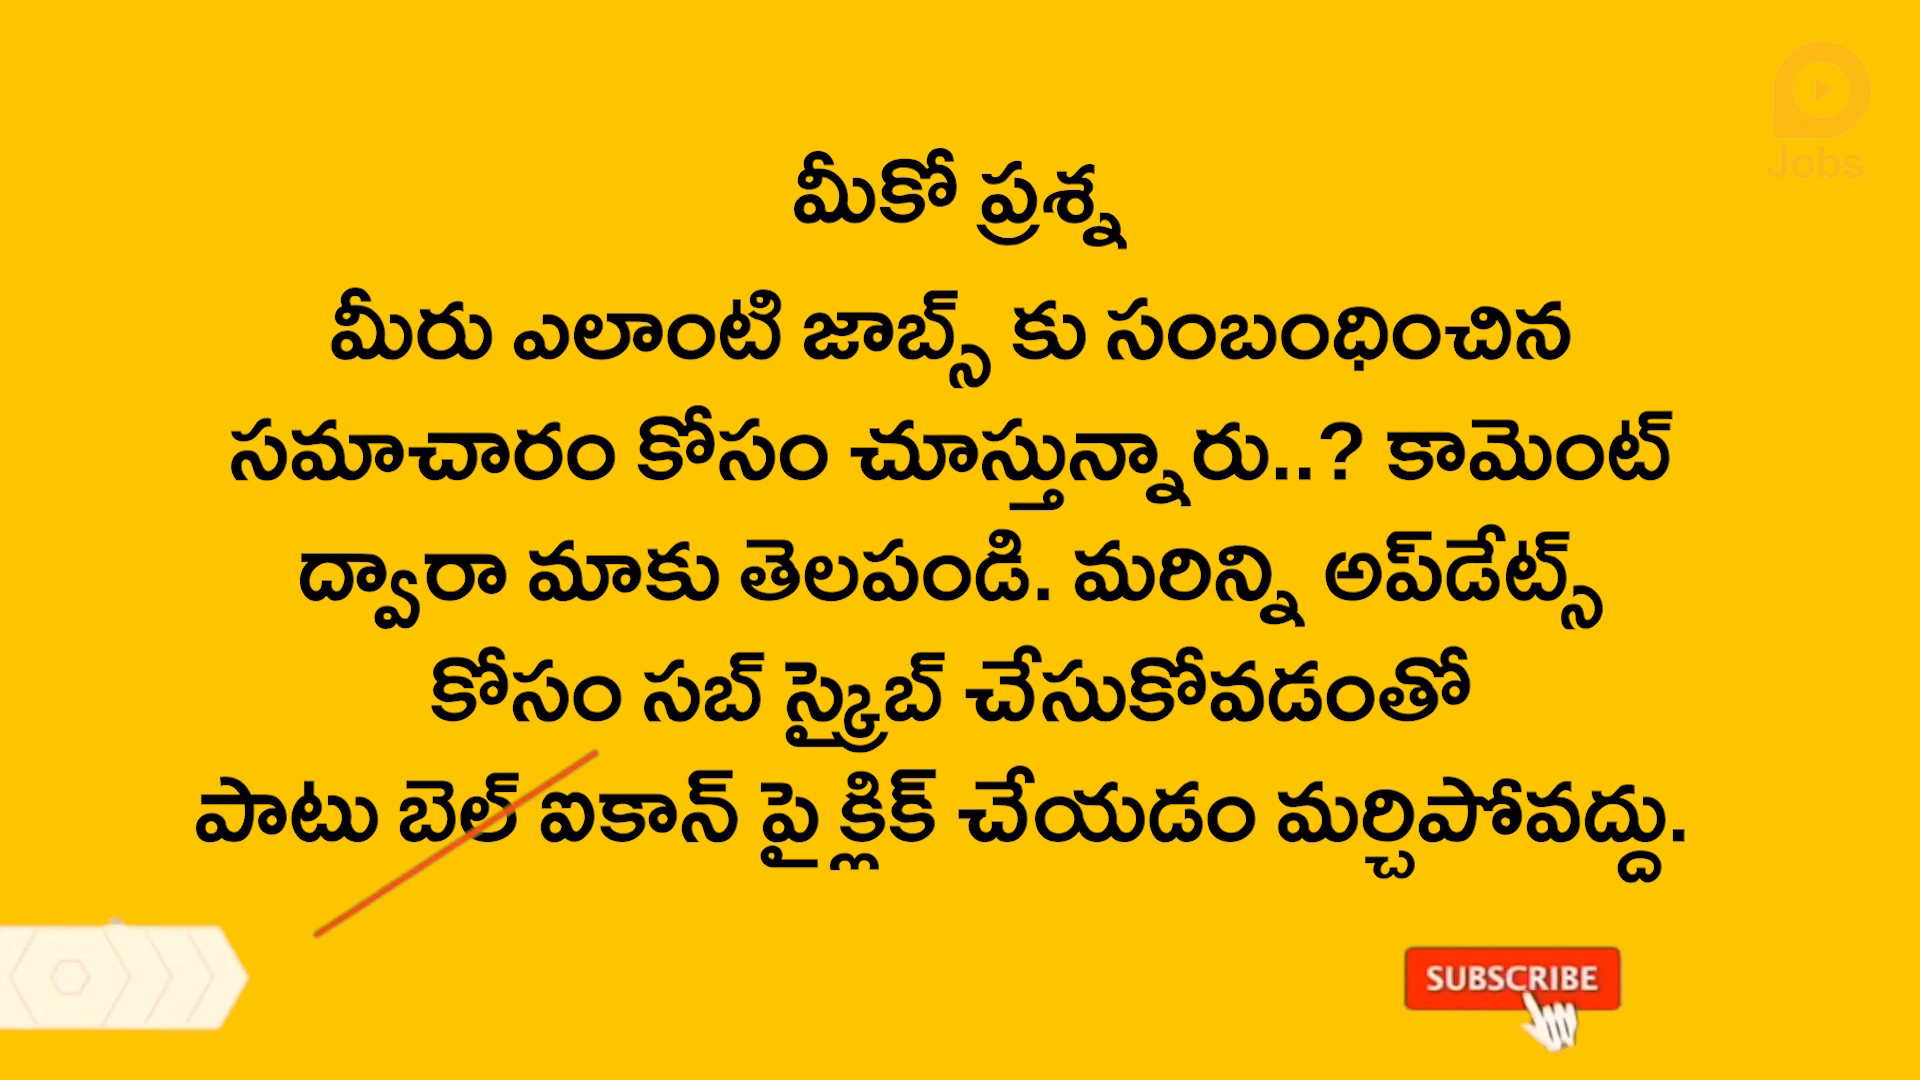 Jobs
మీకో ప్రశ్న
మీరు ఎలాంటి జాబ్స్ కు సంబంధించిన
సమాచారం కోసం చూస్తున్నారు..? కామెంట్
ద్వారా మాకు తెలపండి. మరిన్ని అప్‌డేట్స్
కోసం సబ్ స్క్రైబ్ చేసుకోవడంతో
పాటు బెల్ ఐకాన్ పై క్లిక్ చేయడం మర్చిపోవద్దు.
SUBSCRIBE